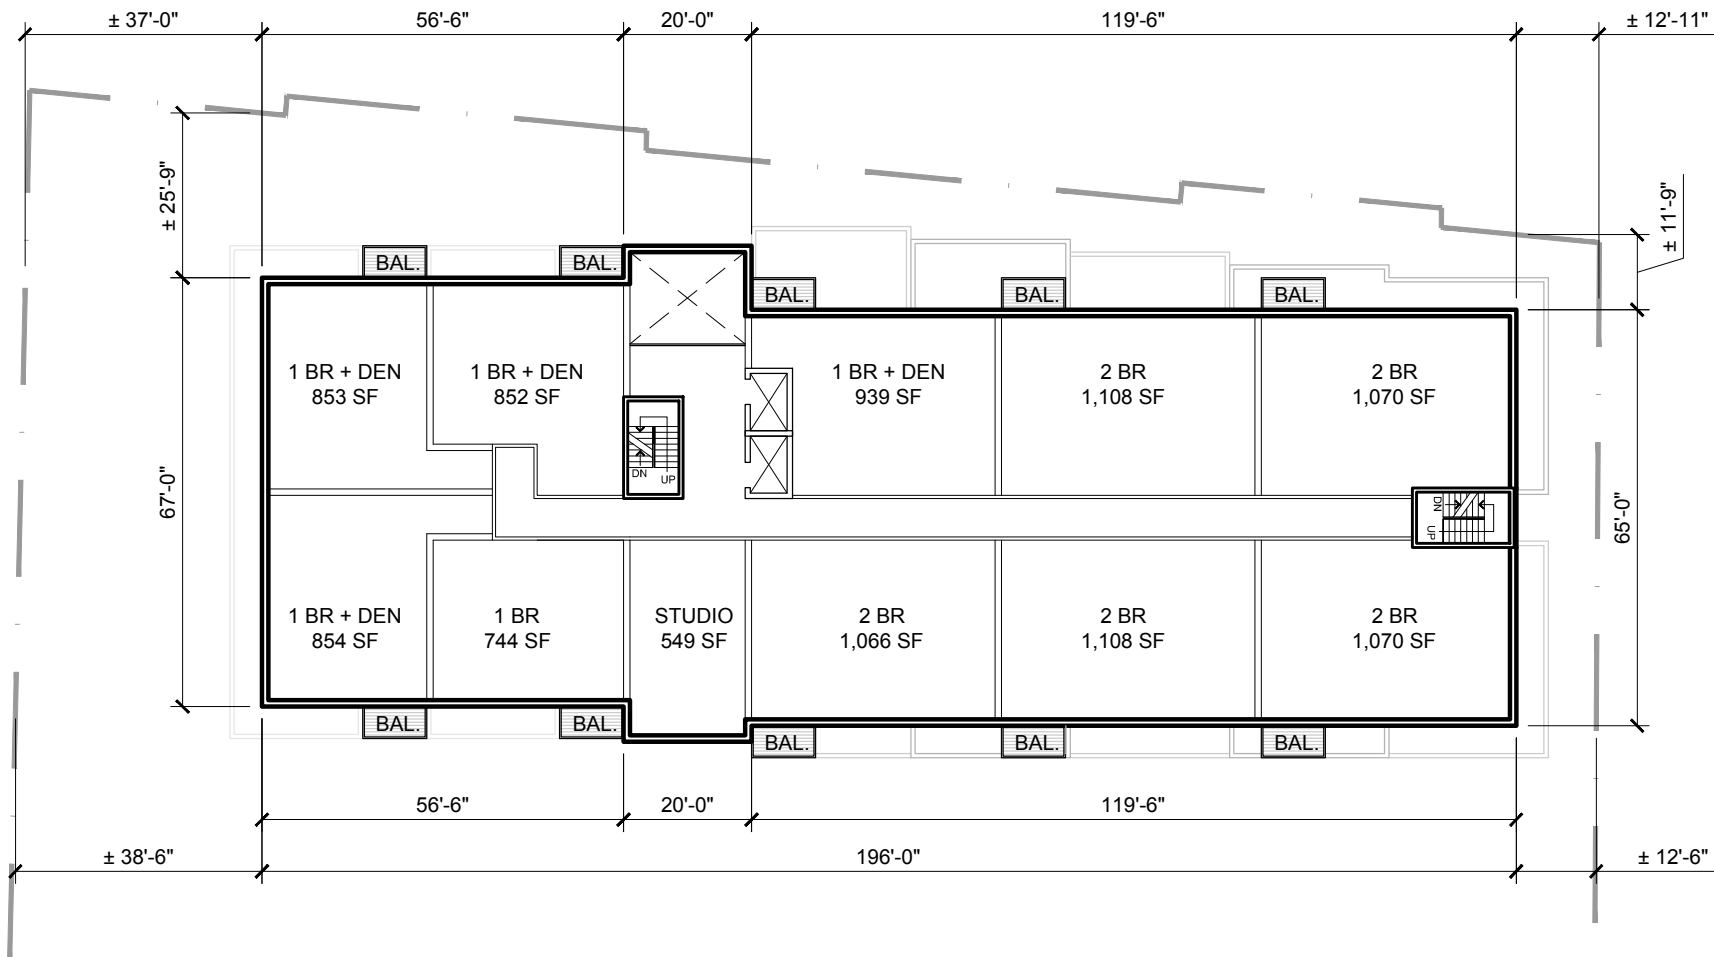 ± 37'-0"
56'-6"
20'-0"
119'-6"
± 12'-11"
± 25'-9"
± 11'-9"
BAL.
BAL.
BAL.
BAL.
BAL.
1 BR + DEN
853 SF
1 BR + DEN
852 SF
1 BR + DEN
939 SF
2 BR
1,108 SF
2 BR
1,070 SF
DN
UP
67'-0"
DN
UP
65'-0"
1 BR + DEN
854 SF
1 BR
744 SF
STUDIO
549 SF
2 BR
1,066 SF
2 BR
1,108 SF
2 BR
1,070 SF
BAL.
BAL.
BAL.
BAL.
BAL.
56'-6"
20'-0"
119'-6"
± 38'-6"
196'-0"
± 12'-6"